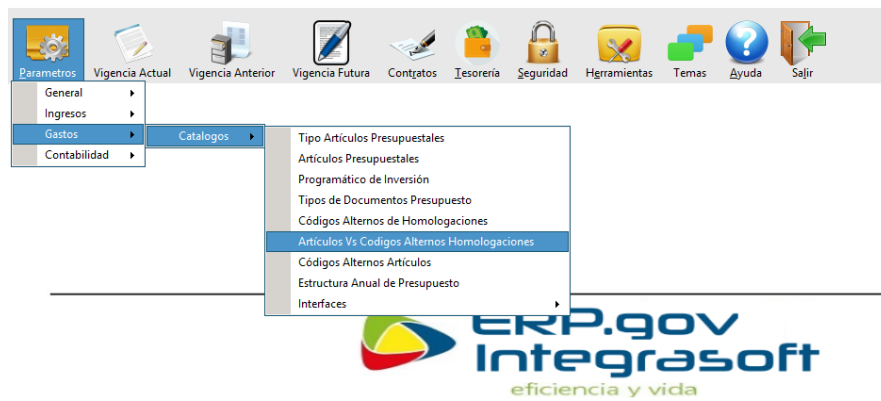 Parametros Vigencia Actual Vigencia Anterior Vigencia Futura Contratos Tesorería Seguridad Herramientas Temas Ayuda Salir
General
Ingresos
Gastos
Contabilidad
Catalogos
Tipo Artículos Presupuestales
Artículos Presupuestales
Programático de Inversión
Tipos de Documentos Presupuesto
Códigos Alternos de Homologaciones
Artículos Vs Codigos Alternos Homologaciones
Códigos Alternos Artículos
Estructura Anual de Presupuesto
Interfaces
ERP.gov
Integrasoft
eficiencia y vida